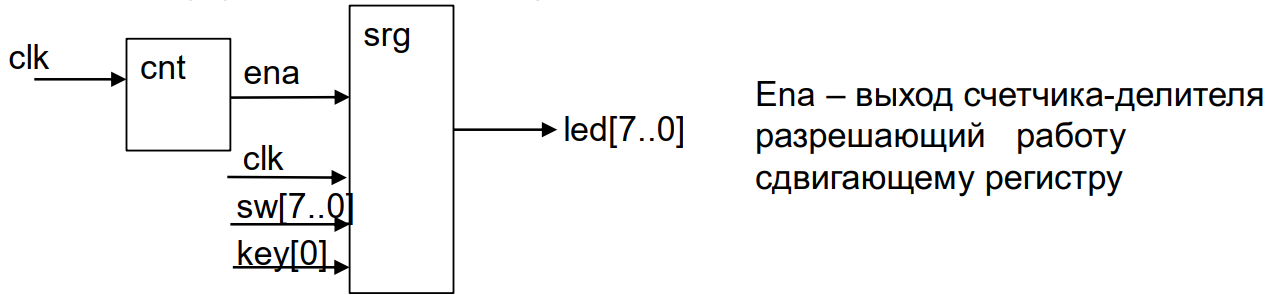 clk
cnt
ena
srg
clk
sw[7..0]
key[0]
led[7..0]
Ena – выход счетчика-делителя
разрешающий работу
сдвигающему регистру